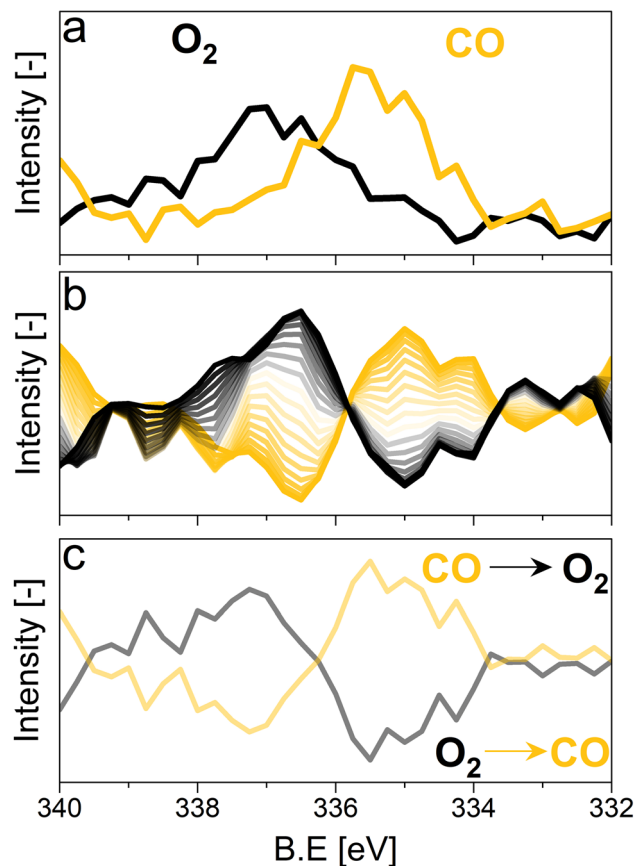 a
O₂
CO
Intensity [-]
b
Intensity [-]
c
CO → O₂
Intensity [-]
O₂ → CO
340
338
336
334
332
B.E [eV]